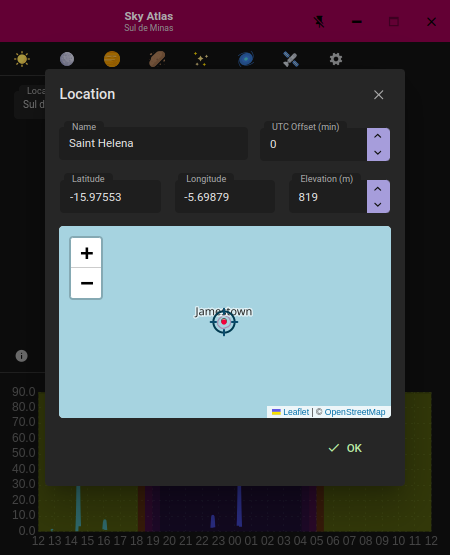 Sky Atlas
Sul de Minas
Location
Name
Saint Helena
UTC Offset (min)
0
Latitude
-15.97553
Longitude
-5.69879
Elevation (m)
819
+
−
Jamestown
Leaflet | © OpenStreetMap
OK
Loca
Sul d
90.0
80.0
70.0
60.0
50.0
40.0
30.0
20.0
10.0
0.0
12 13 14 15 16 17 18 19 20 21 22 23 00 01 02 03 04 05 06 07 08 09 10 11 12